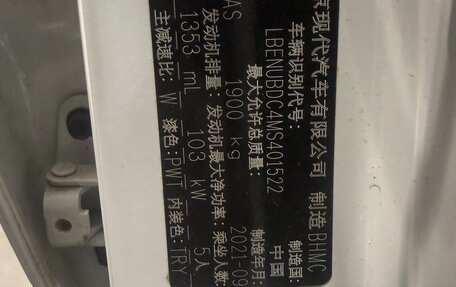 京现代汽车有限公司 制造 BHMC
车辆识别代号: 制造国:
LBENUBDC4NS401522 中国
最大允许总质量: 制造年月:
AS 1900 kg 2021-09
发动机排量: 发动机最大净功率: 乘坐人数:
1353 mL 103 kW 5人
主减速比: W 漆色:PWT 内装色:TRY